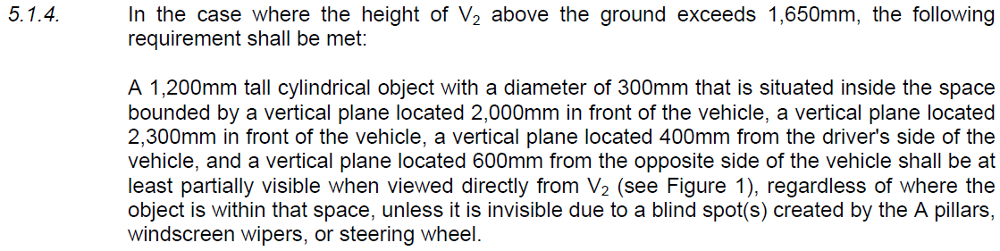 5.1.4. In the case where the height of V₂ above the ground exceeds 1,650mm, the following
requirement shall be met:
A 1,200mm tall cylindrical object with a diameter of 300mm that is situated inside the space
bounded by a vertical plane located 2,000mm in front of the vehicle, a vertical plane located
2,300mm in front of the vehicle, a vertical plane located 400mm from the driver's side of the
vehicle, and a vertical plane located 600mm from the opposite side of the vehicle shall be at
least partially visible when viewed directly from V₂ (see Figure 1), regardless of where the
object is within that space, unless it is invisible due to a blind spot(s) created by the A pillars,
windscreen wipers, or steering wheel.